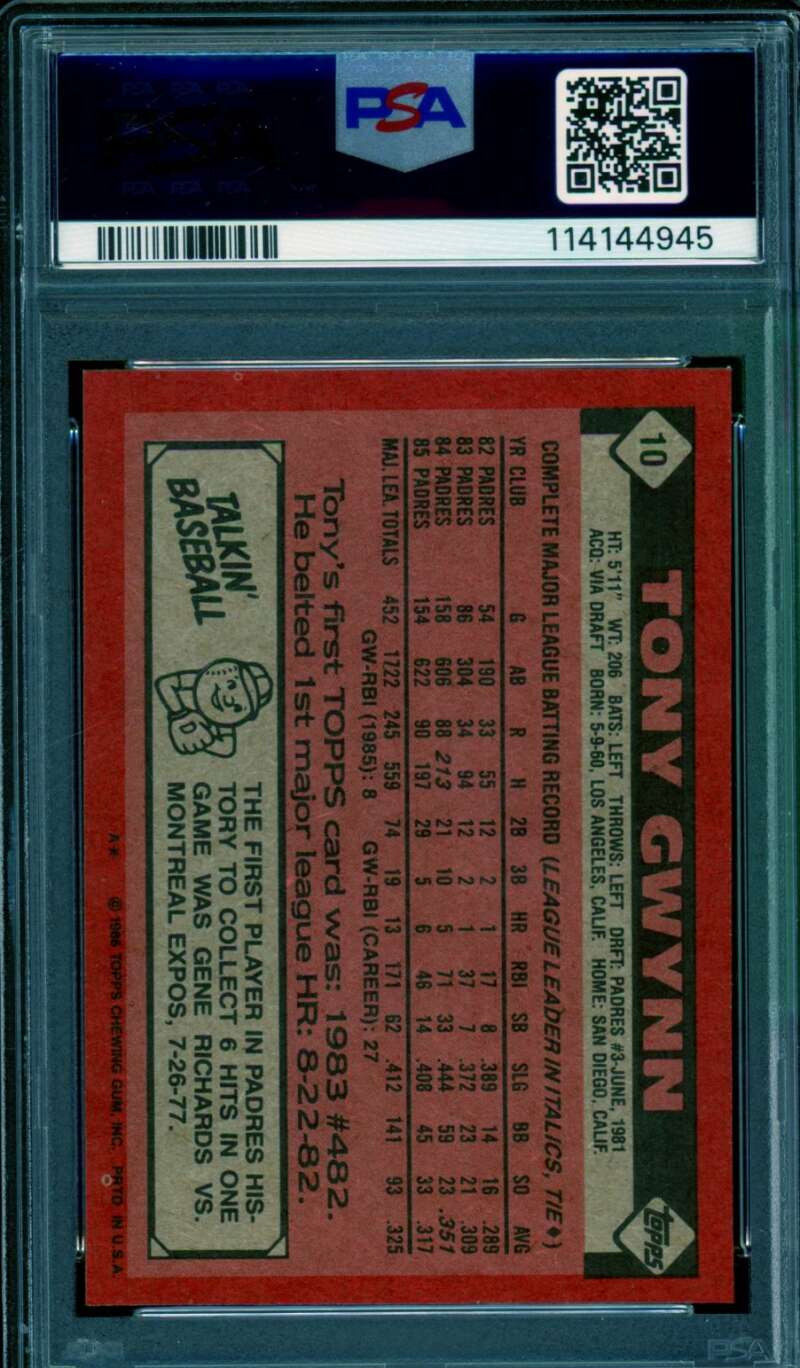 PSA
114144945
10
TONY GWYNN
topps
HT: 5'11" WT: 206 BATS: LEFT THROWS: LEFT DRFT: PADRES #3-JUNE, 1981
ACQ: VIA DRAFT BORN: 5-9-60, LOS ANGELES, CALIF. HOME: SAN DIEGO, CALIF.
COMPLETE MAJOR LEAGUE BATTING RECORD (LEAGUE LEADER IN ITALICS, TIE♦)
YR CLUB G AB R H 2B 3B HR RBI SB SLG BB SO AVG
82 PADRES 54 190 33 55 12 2 1 17 8 .389 14 16 .289
83 PADRES 86 304 34 94 12 2 1 37 7 .372 23 21 .309
84 PADRES 158 606 88 213 21 10 5 71 33 .444 59 23 .351
85 PADRES 154 622 90 197 29 5 6 46 14 .408 45 33 .317
MAJ. LEA. TOTALS 452 1722 245 559 74 19 13 171 62 .412 141 93 .325
GW-RBI (1985): 8 GW-RBI (CAREER): 27
Tony's first TOPPS card was: 1983 #482.
He belted 1st major league HR: 8-22-82.
TALKIN'
BASEBALL
THE FIRST PLAYER IN PADRES HIS-
TORY TO COLLECT 6 HITS IN ONE
GAME WAS GENE RICHARDS VS.
MONTREAL EXPOS, 7-26-77.
A* © 1986 TOPPS CHEWING GUM, INC. PRTD. IN U.S.A.
PSA